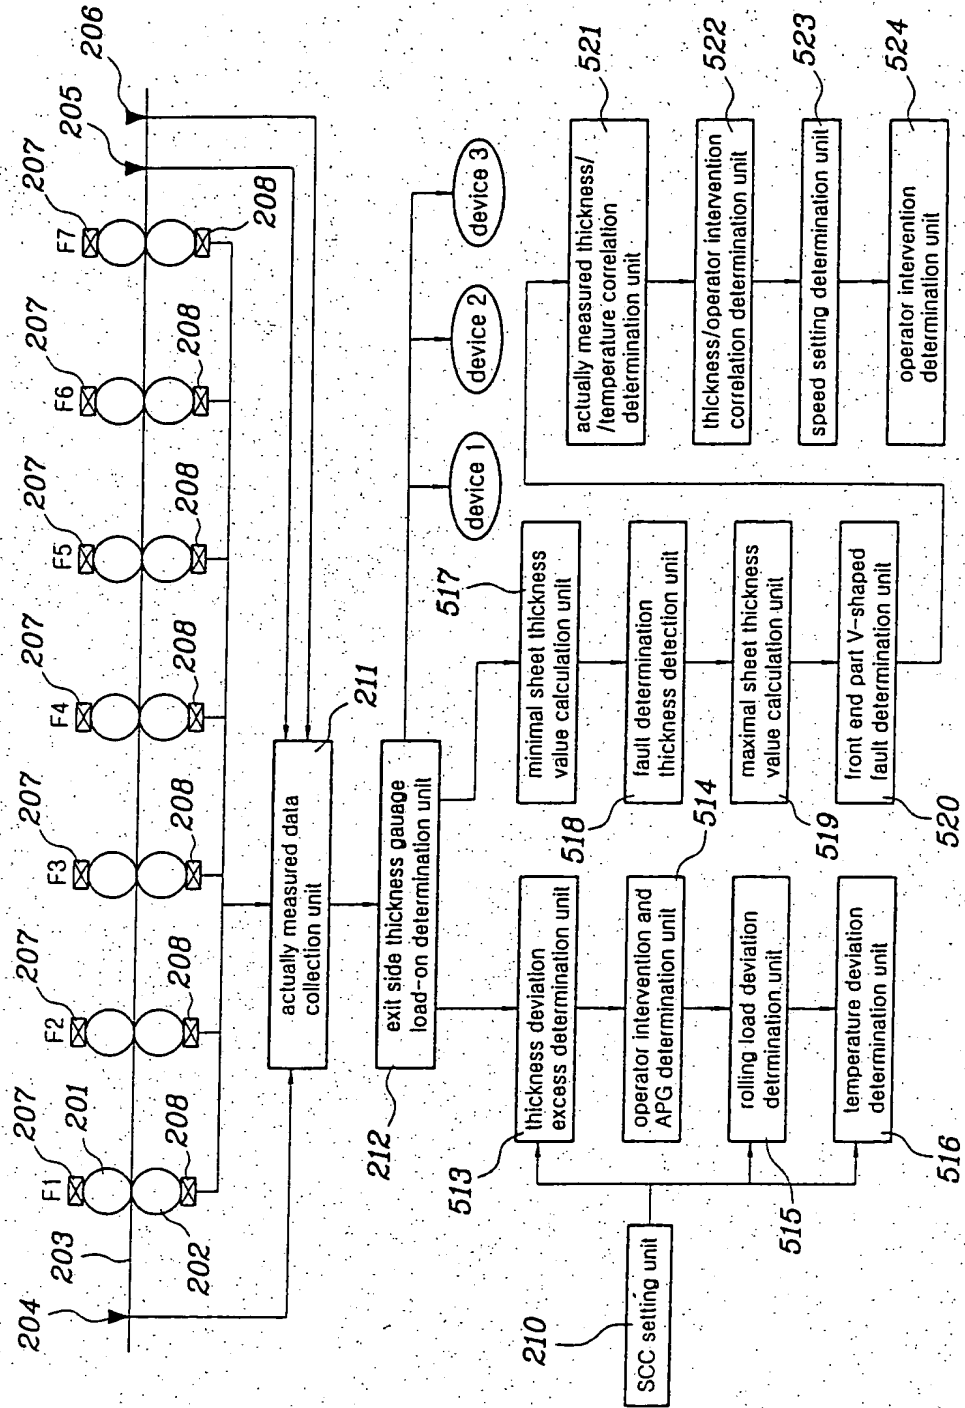 206
205
207
F7
208
207
F6
208
207
F5
208
207
F4
208
207
F3
208
207
F2
208
207
F1
201
208
202
203
204
actually measured data
collection unit
211
exit side thickness gauage
load-on determination unit
212
device 1
device 2
device 3
SCC setting unit
210
thickness deviation
excess determination unit
513
operator intervention and
APG determination unit
514
rolling load deviation
detrmination unit
515
temperature deviation
determination unit
516
minimal sheet thickness
value calculation unit
517
fault determination
thickness detection unit
518
maximal sheet thickness
value calculation unit
519
front end part V-shaped
fault determination unit
520
actually measured thickness/
/temperature correlation
determination unit
521
thickness/operator intervention
correlation determination unit
522
speed setting determination unit
523
operator intervention
determination unit
524